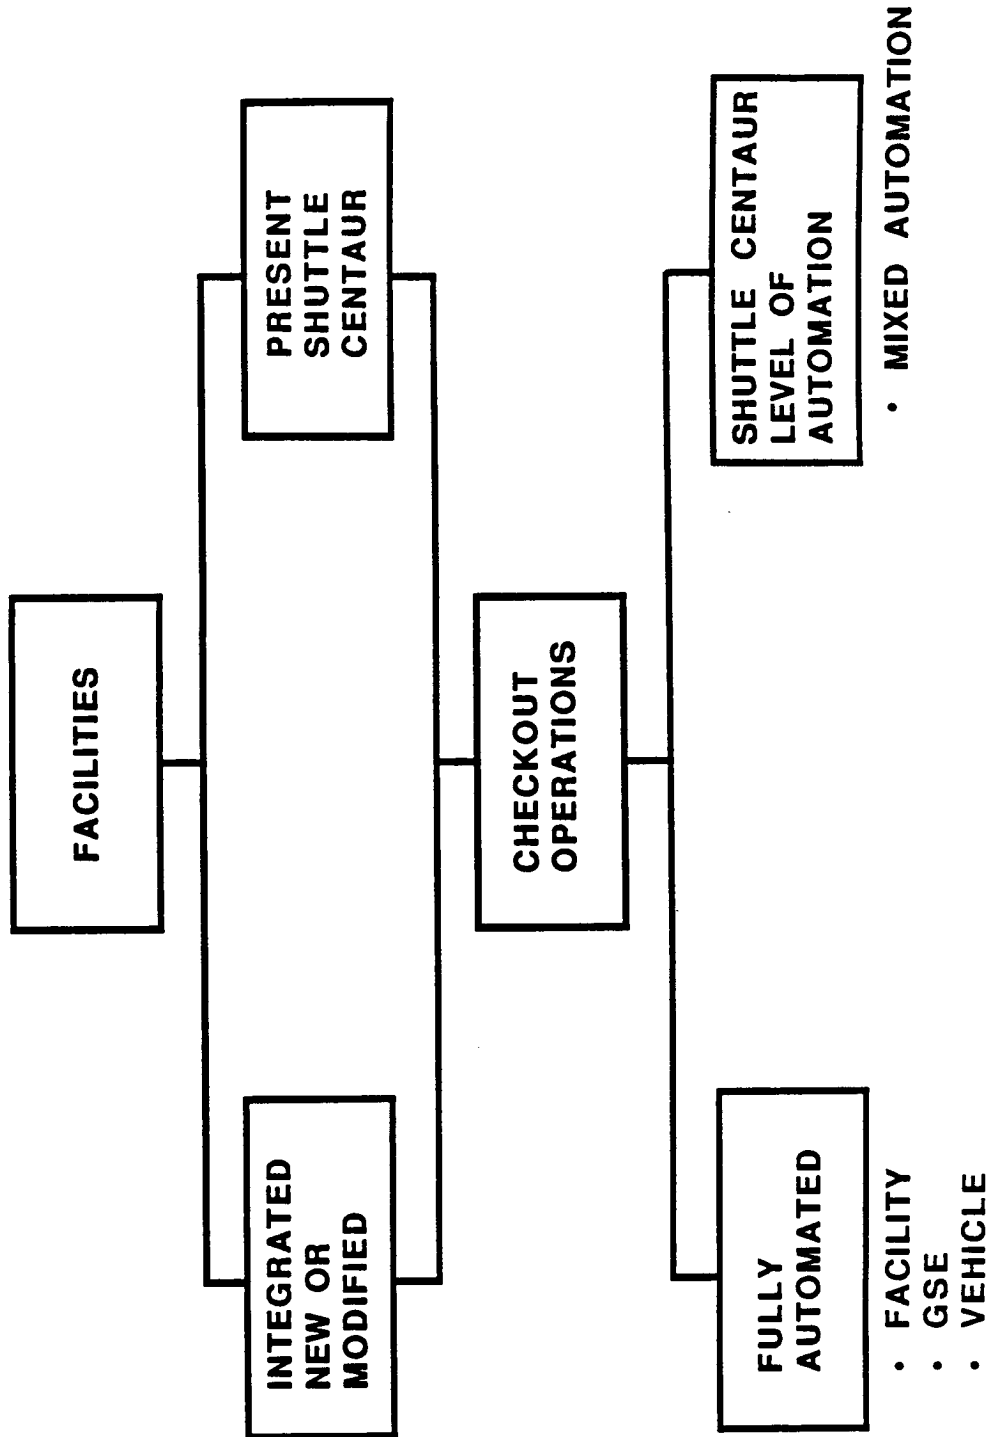 FACILITIES
INTEGRATED
NEW OR
MODIFIED
PRESENT
SHUTTLE
CENTAUR
CHECKOUT
OPERATIONS
FULLY
AUTOMATED
• FACILITY
• GSE
• VEHICLE
SHUTTLE CENTAUR
LEVEL OF
AUTOMATION
• MIXED AUTOMATION